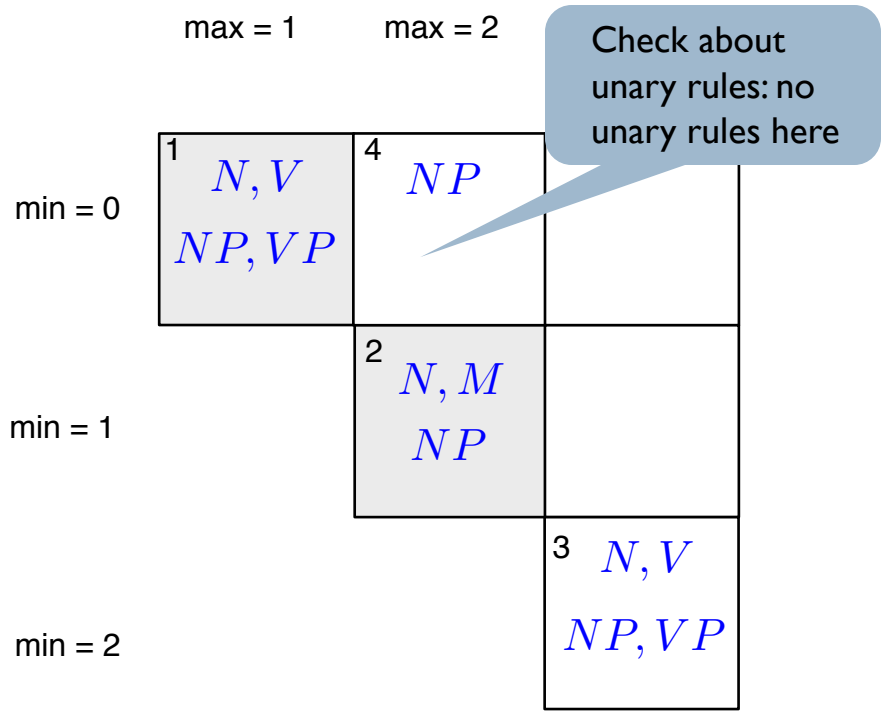 max = 1
max = 2
Check about
unary rules: no
unary rules here
min = 0
1
N, V
NP, VP
4
NP
min = 1
2
N, M
NP
min = 2
3
N, V
NP, VP